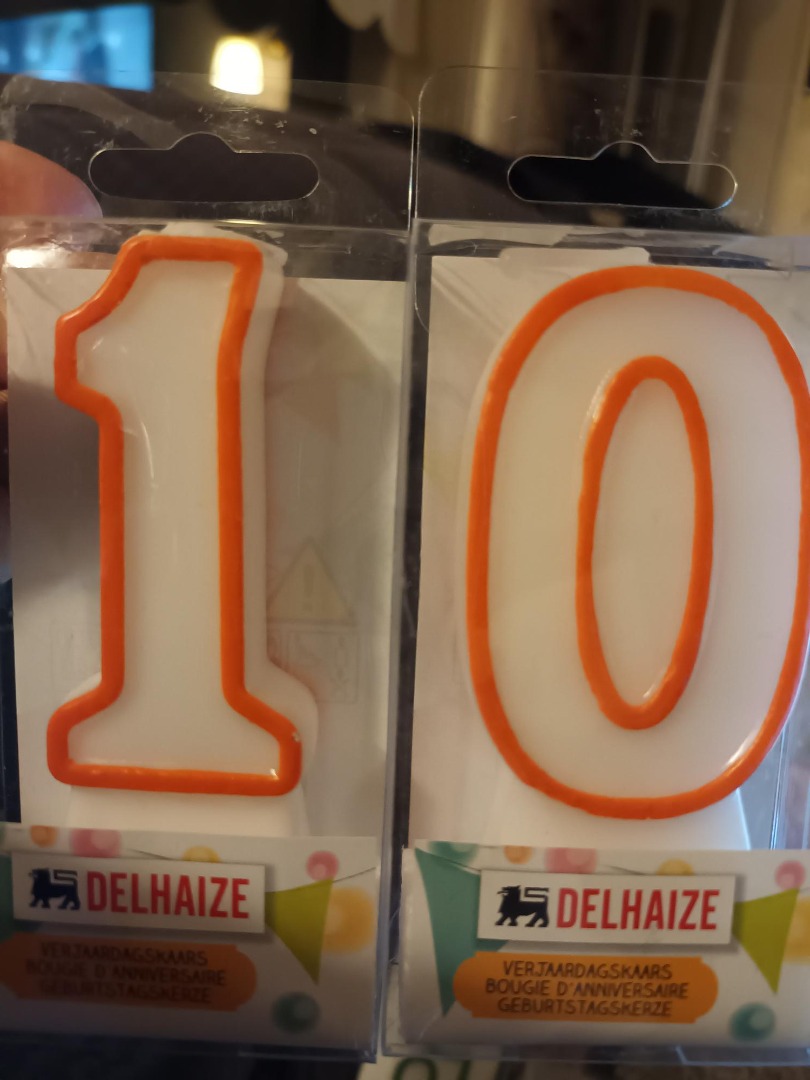 1
0
DELHAIZE
VERJAARDAGSKAARS
BOUGIE D'ANNIVERSAIRE
GEBURTSTAGSKERZE
DELHAIZE
VERJAARDAGSKAARS
BOUGIE D'ANNIVERSAIRE
GEBURTSTAGSKERZE